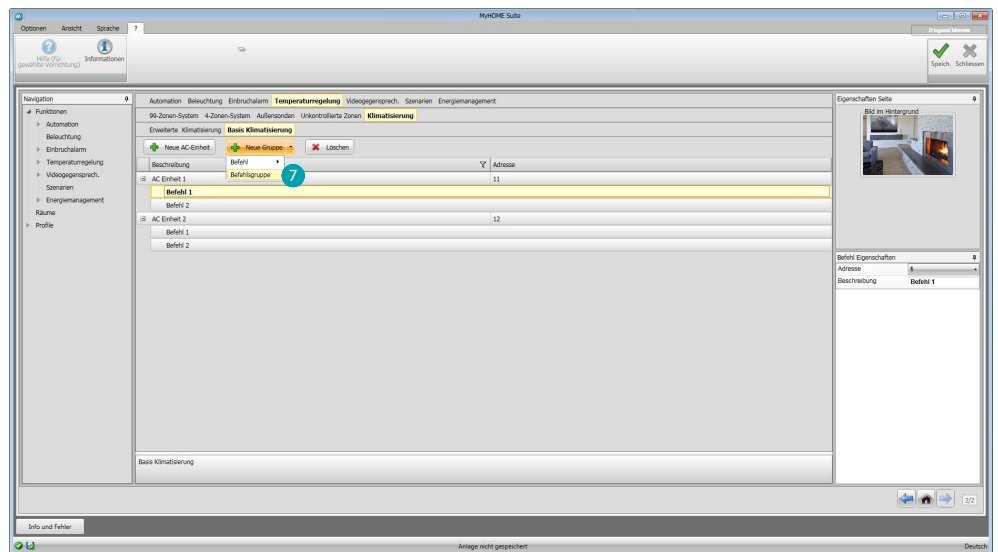 MyHOME Suite
Optionen Ansicht Sprache ?
Hilfe (für gewählte Vorrichtung)
Informationen
Speich. Schliessen
Navigation
Funktionen
Automation
Beleuchtung
Einbruchalarm
Temperaturregelung
Videogegensprech.
Szenarien
Energiemanagement
Räume
Profile
Automation Beleuchtung Einbruchalarm Temperaturregelung Videogegensprech. Szenarien Energiemanagement
99-Zonen-System 4-Zonen-System Außensonden Unkontrollierte Zonen Klimatisierung
Erweiterte Klimatisierung Basis Klimatisierung
Neue AC-Einheit Neue Gruppe Löschen
Befehl
Befehlsgruppe
7
Beschreibung Adresse
AC Einheit 1 11
Befehl 1
Befehl 2
AC Einheit 2 12
Befehl 1
Befehl 2
Basis Klimatisierung
Eigenschaften Seite
Bild im Hintergrund
Befehl Eigenschaften
Adresse 1
Beschreibung Befehl 1
2/2
Info und Fehler
Anlage nicht gespeichert
Deutsch